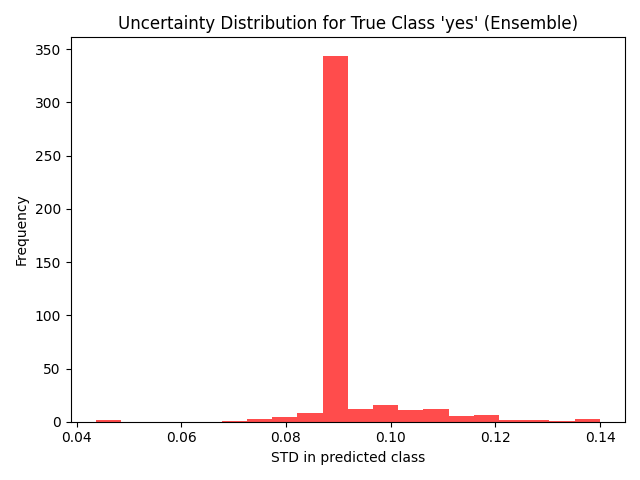 Uncertainty Distribution for True Class 'yes' (Ensemble)
350
300
250
200
150
100
50
0
Frequency
0.04 0.06 0.08 0.10 0.12 0.14
STD in predicted class